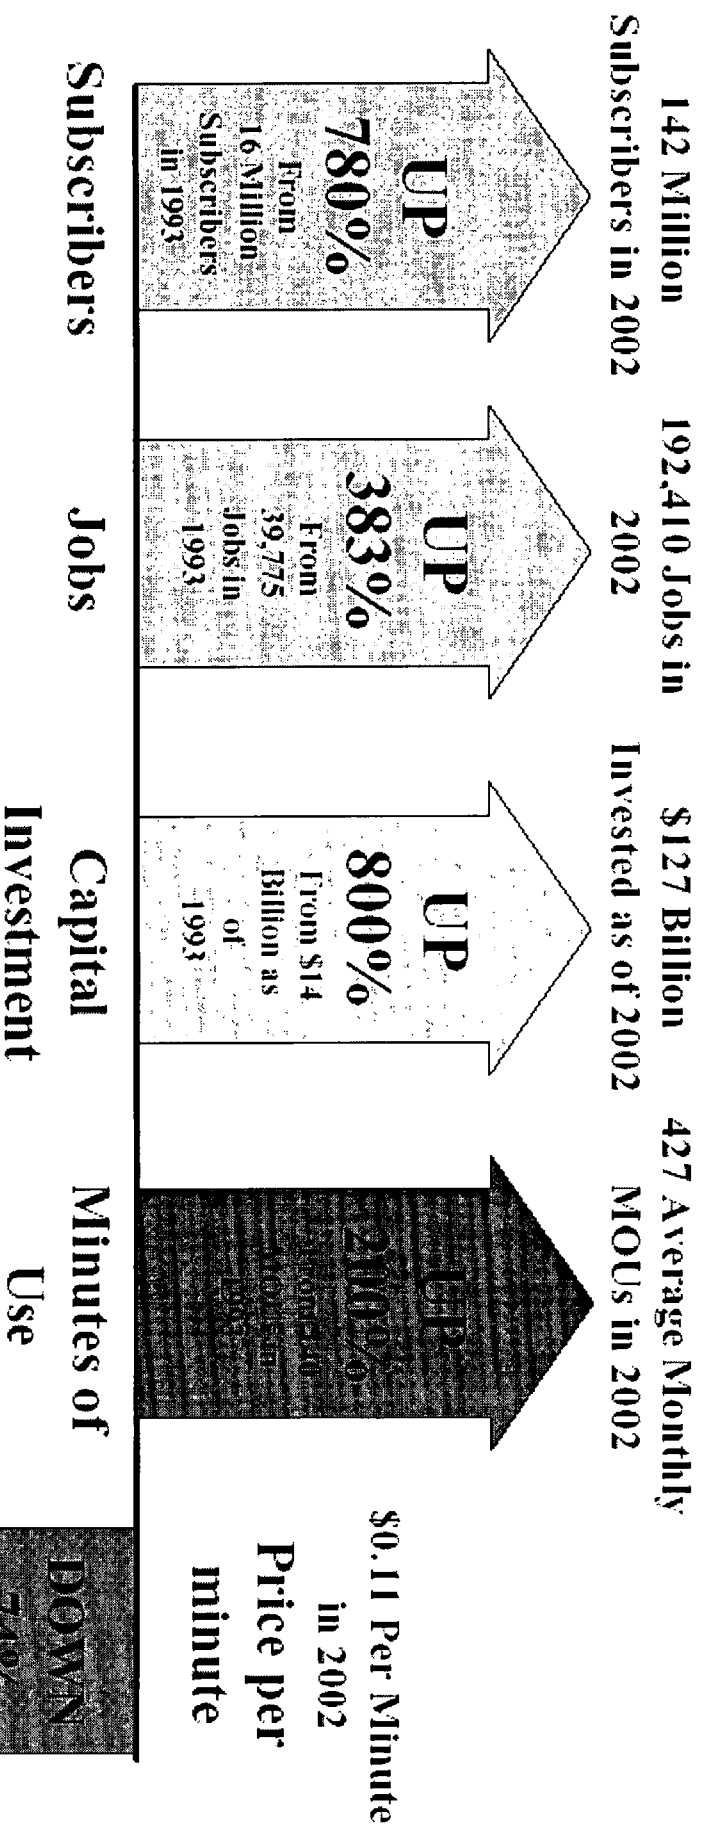 142 Million
Subscribers in 2002
UP
780%
From
16 Million
Subscribers
in 1993
Subscribers
192,410 Jobs in
2002
UP
383%
From
39,775
Jobs in
1993
Jobs
$127 Billion
Invested as of 2002
UP
800%
From $14
Billion as
of
1993
Capital
Investment
427 Average Monthly
MOUs in 2002
UP
200%
Minutes of
Use
$0.11 Per Minute
in 2002
Price per
minute
DOWN
74%